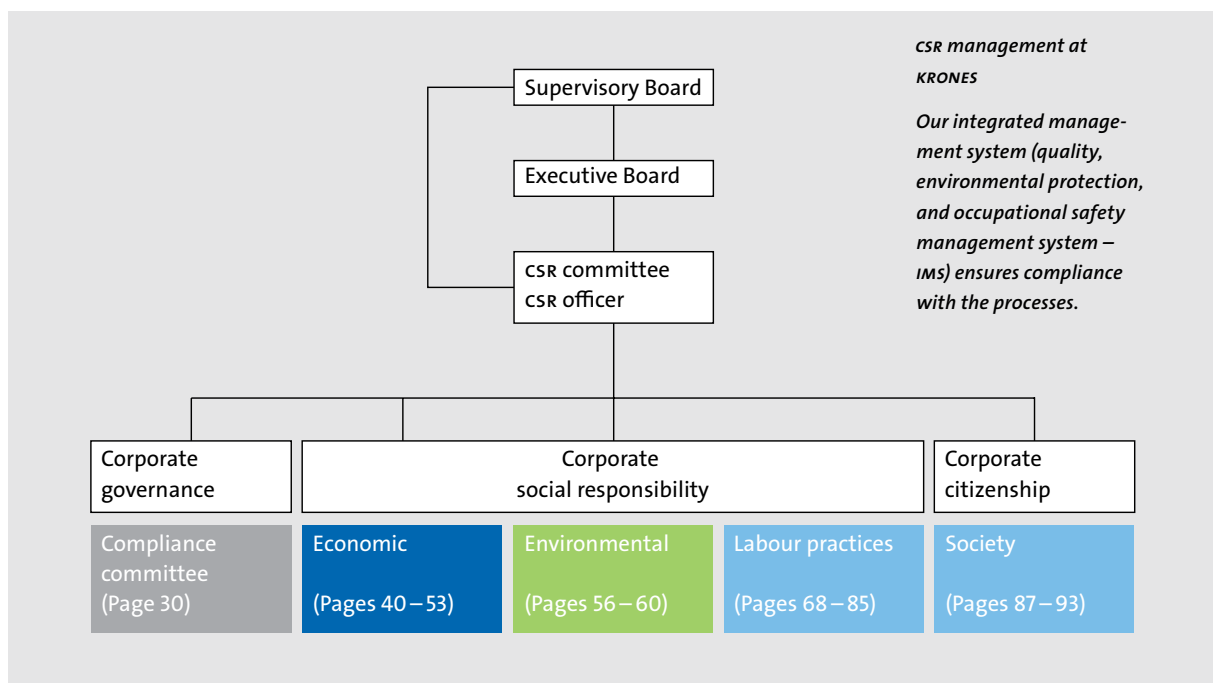 CSR management at
KRONES
Our integrated manage-
ment system (quality,
environmental protection,
and occupational safety
management system –
IMS) ensures compliance
with the processes.
Supervisory Board
Executive Board
CSR committee
CSR officer
Corporate
governance
Corporate
social responsibility
Corporate
citizenship
Compliance
committee
(Page 30)
Economic
(Pages 40 – 53)
Environmental
(Pages 56 – 60)
Labour practices
(Pages 68 – 85)
Society
(Pages 87 – 93)